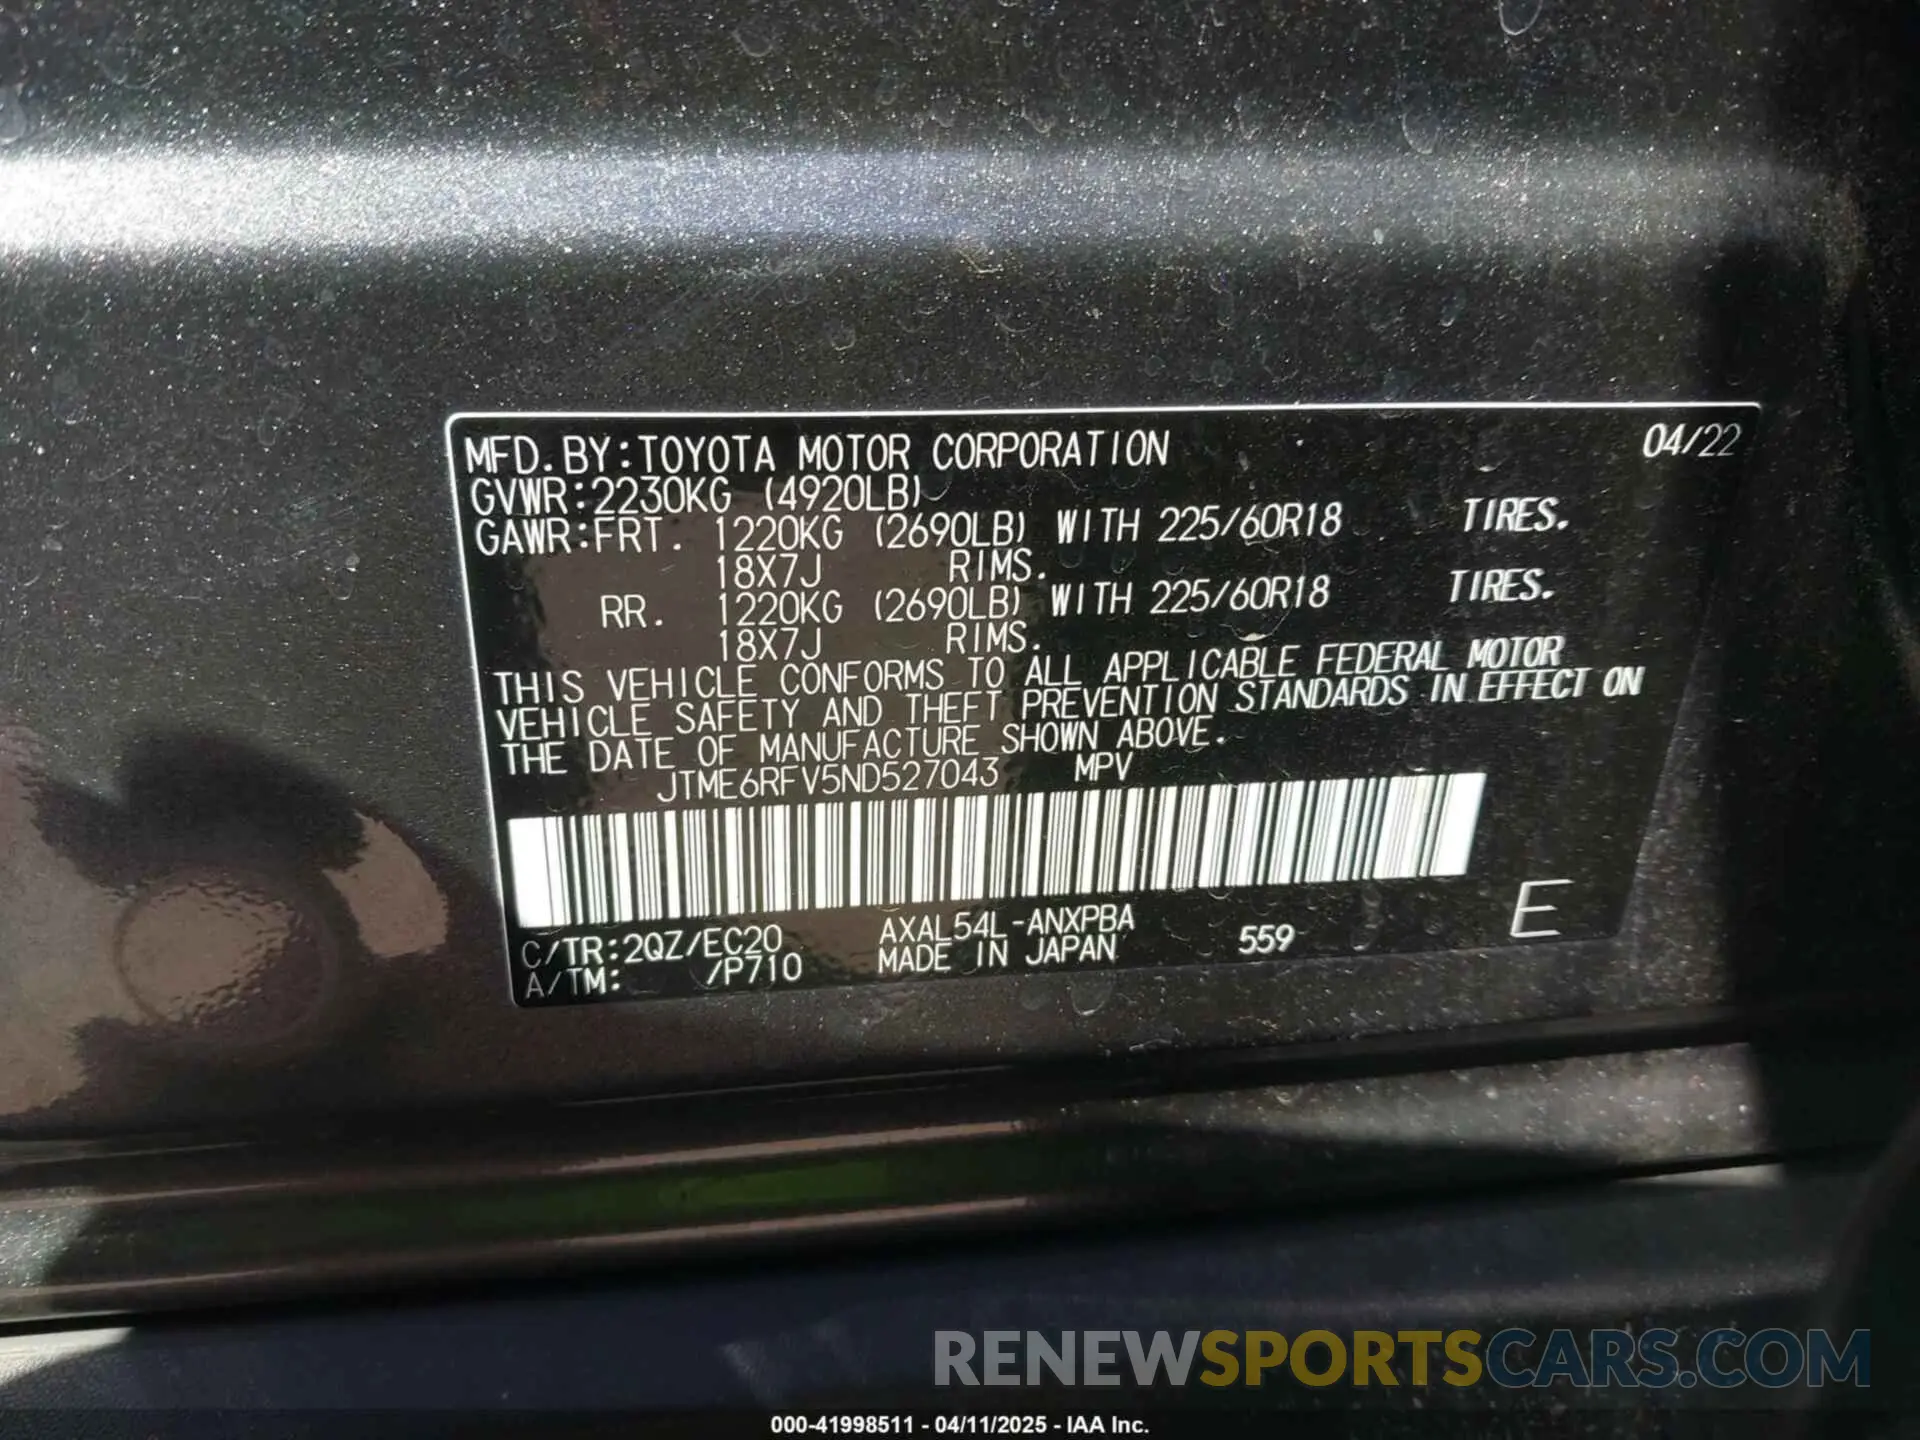 MFD.BY:TOYOTA MOTOR CORPORATION 04/22
GVWR:2230KG (4920LB)
GAWR:FRT. 1220KG (2690LB) WITH 225/60R18 TIRES.
18X7J RIMS.
RR. 1220KG (2690LB) WITH 225/60R18 TIRES.
18X7J RIMS.
THIS VEHICLE CONFORMS TO ALL APPLICABLE FEDERAL MOTOR
VEHICLE SAFETY AND THEFT PREVENTION STANDARDS IN EFFECT ON
THE DATE OF MANUFACTURE SHOWN ABOVE.
JTME6RFV5ND527043 MPV
C/TR:2QZ/EC20 AXAL54L-ANXPBA 559 E
A/TM: /P710 MADE IN JAPAN
RENEWSPORTSCARS.COM
000-41998511 - 04/11/2025 - IAA Inc.